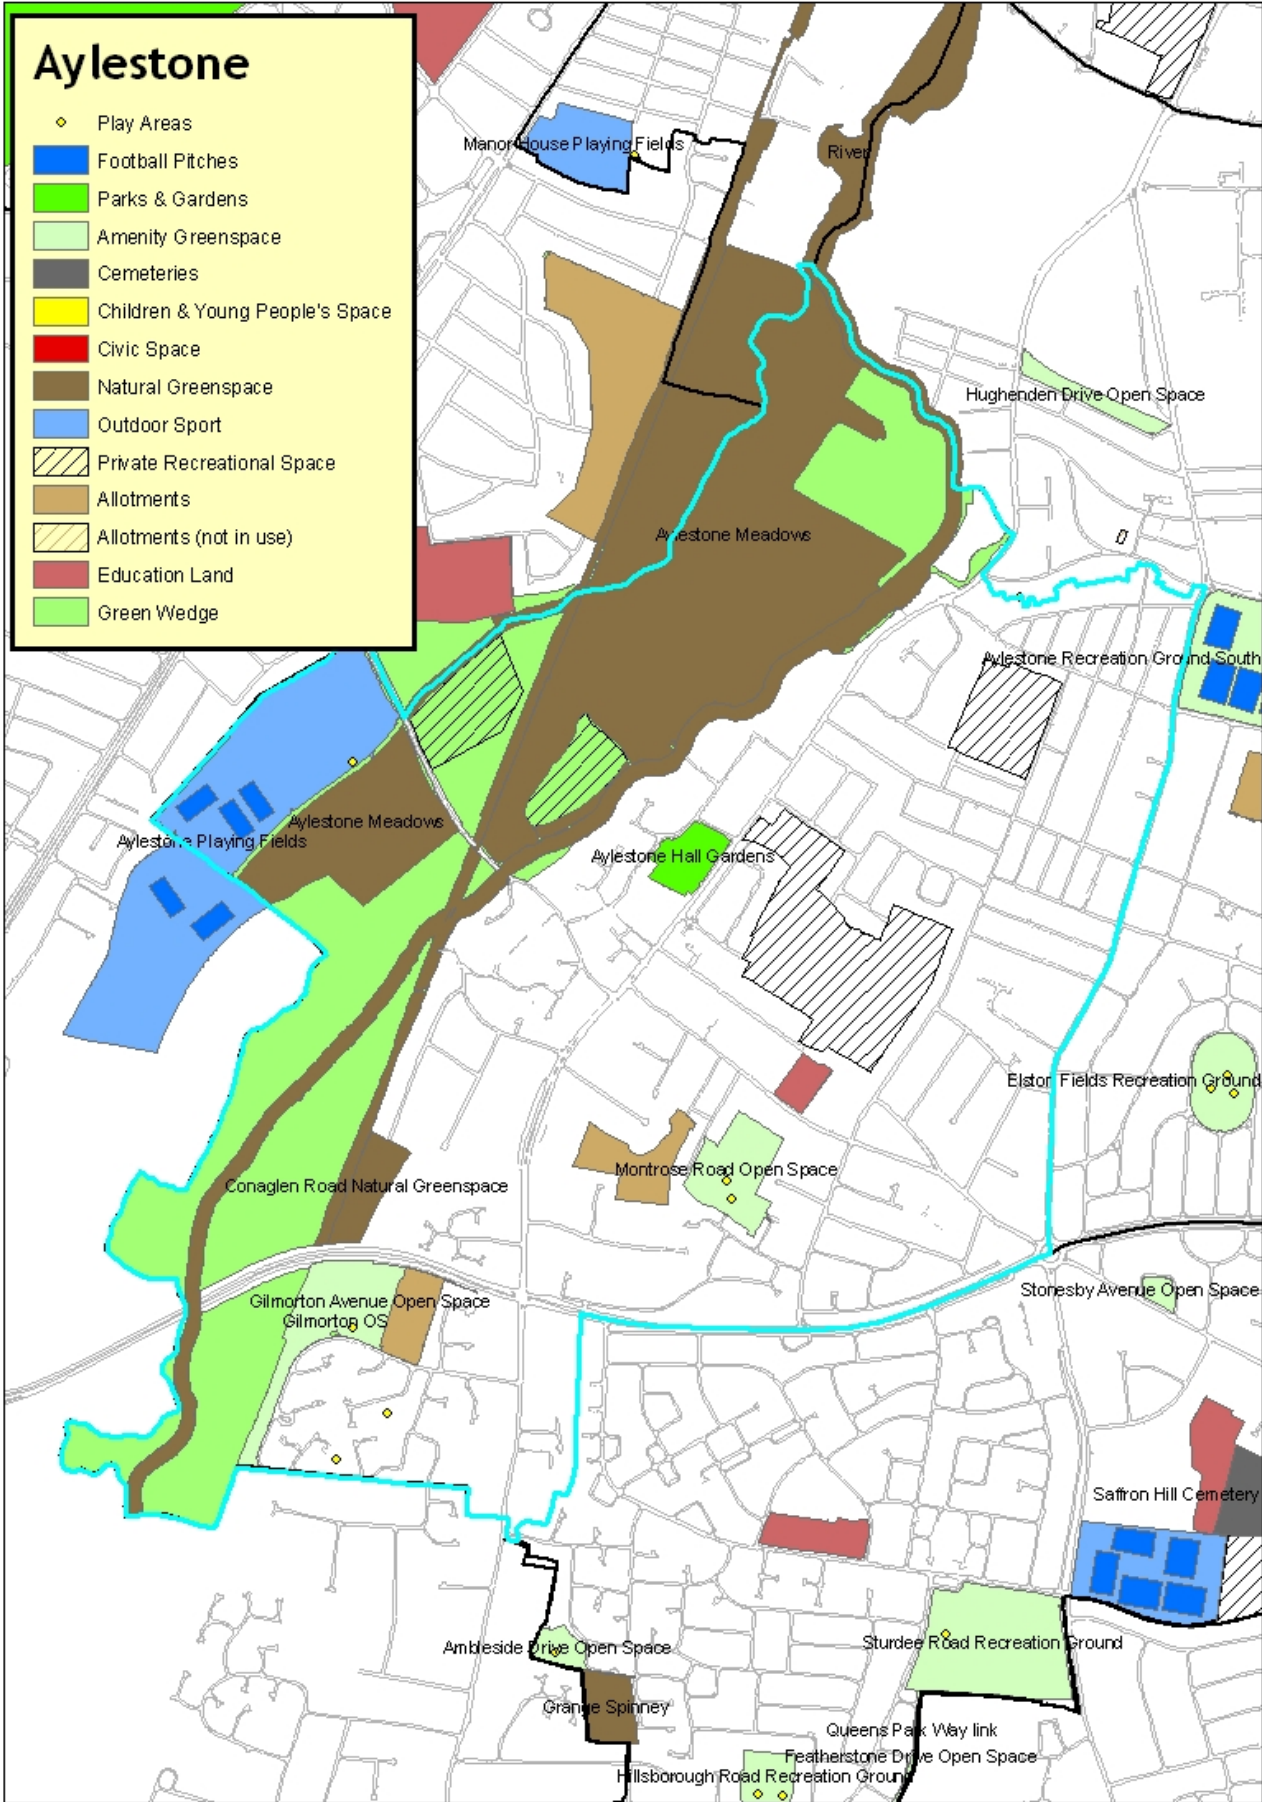 Aylestone
Play Areas
Football Pitches
Parks & Gardens
Amenity Greenspace
Cemeteries
Children & Young People's Space
Civic Space
Natural Greenspace
Outdoor Sport
Private Recreational Space
Allotments
Allotments (not in use)
Education Land
Green Wedge
Manor House Playing Fields
River
Hughenden Drive Open Space
Aylestone Meadows
Aylestone Recreation Ground South
Aylestone Meadows
Aylestone Playing Fields
Aylestone Hall Gardens
Elston Fields Recreation Ground
Montrose Road Open Space
Conaglen Road Natural Greenspace
Stonesby Avenue Open Space
Gilmorton Avenue Open Space
Gilmorton OS
Saffron Hill Cemetery
Ambleside Drive Open Space
Sturdee Road Recreation Ground
Grange Spinney
Queens Park Way link
Featherstone Drive Open Space
Hillsborough Road Recreation Ground